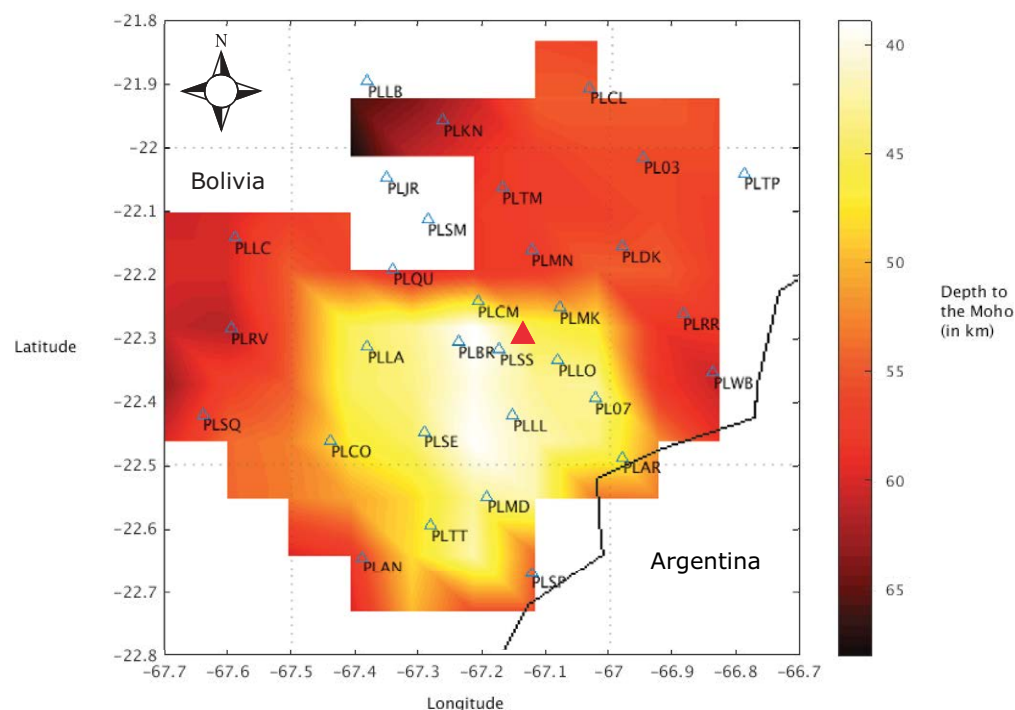 −21.8
40
N
PLLB
−21.9
PLCL
PLKN
45
−22
PL03
Bolivia
PLJR
PLTM
PLTP
−22.1
PLSM
PLLC
PLMN
PLDK
50
−22.2
PLQU
PLCM
PLMK
PLRR
Depth to
the Moho
(in km)
−22.3
PLRV
PLLA
PLBR
PLSS
PLLO
55
Latitude
PLWB
−22.4
PLSQ
PL07
PLLL
PLSE
PLCO
−22.5
PLAR
60
PLMD
−22.6
PLTT
PLAN
PLSP
Argentina
65
−22.7
−22.8
−67.7 −67.6 −67.5 −67.4 −67.3 −67.2 −67.1 −67 −66.9 −66.8 −66.7
Longitude